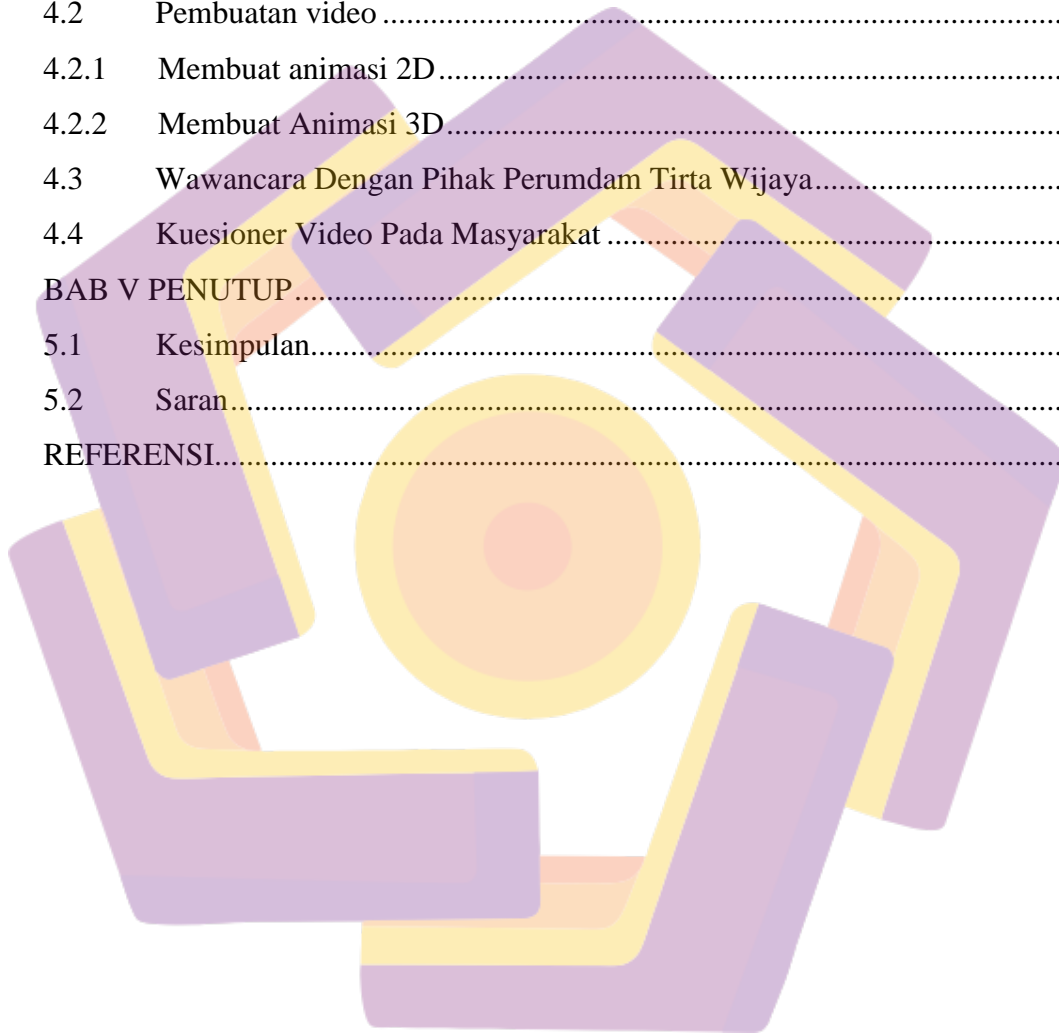 4.2 Pembuatan video ........................................................................
4.2.1 Membuat animasi 2D ................................................................
4.2.2 Membuat Animasi 3D ...............................................................
4.3 Wawancara Dengan Pihak Perumdam Tirta Wijaya ........................
4.4 Kuesioner Video Pada Masyarakat ................................................
BAB V PENUTUP ..............................................................................
5.1 Kesimpulan ................................................................................
5.2 Saran .........................................................................................
REFERENSI ......................................................................................